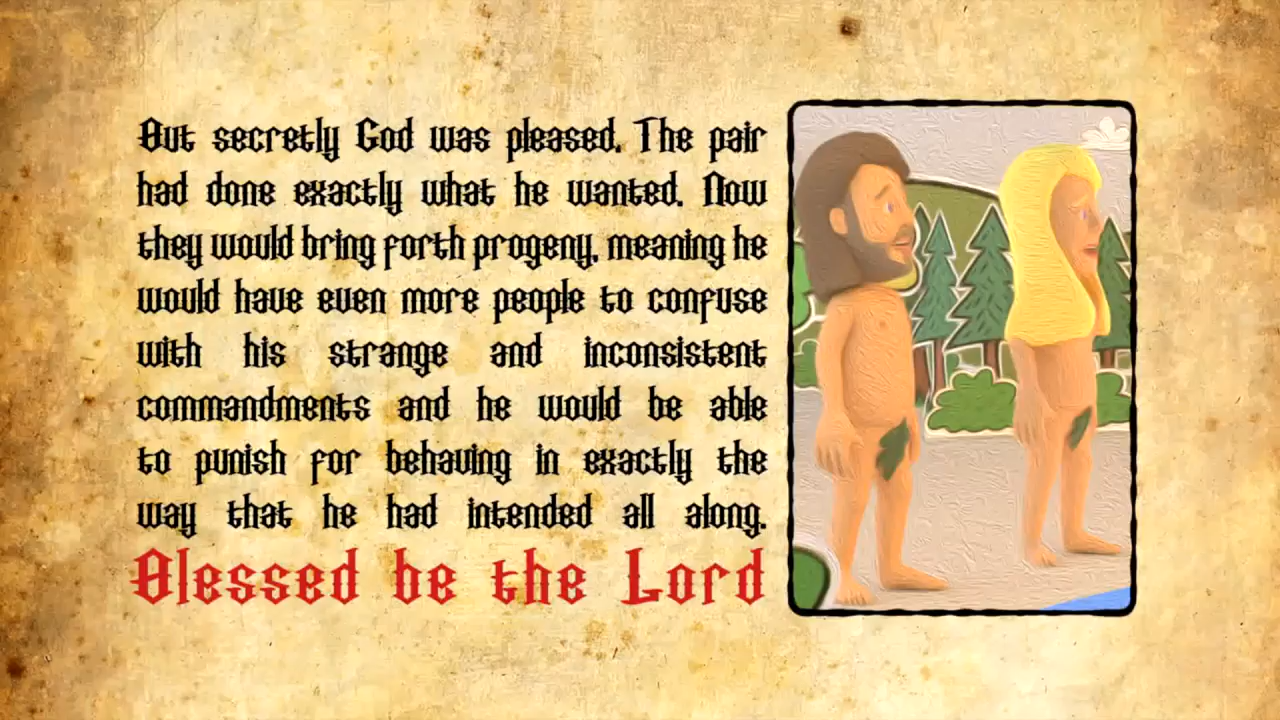 But secretly God was pleased. The pair
had done exactly what he wanted. Now
they would bring forth progeny, meaning he
would have even more people to confuse
with his strange and inconsistent
commandments and he would be able
to punish for behaving in exactly the
way that he had intended all along.
Blessed be the Lord